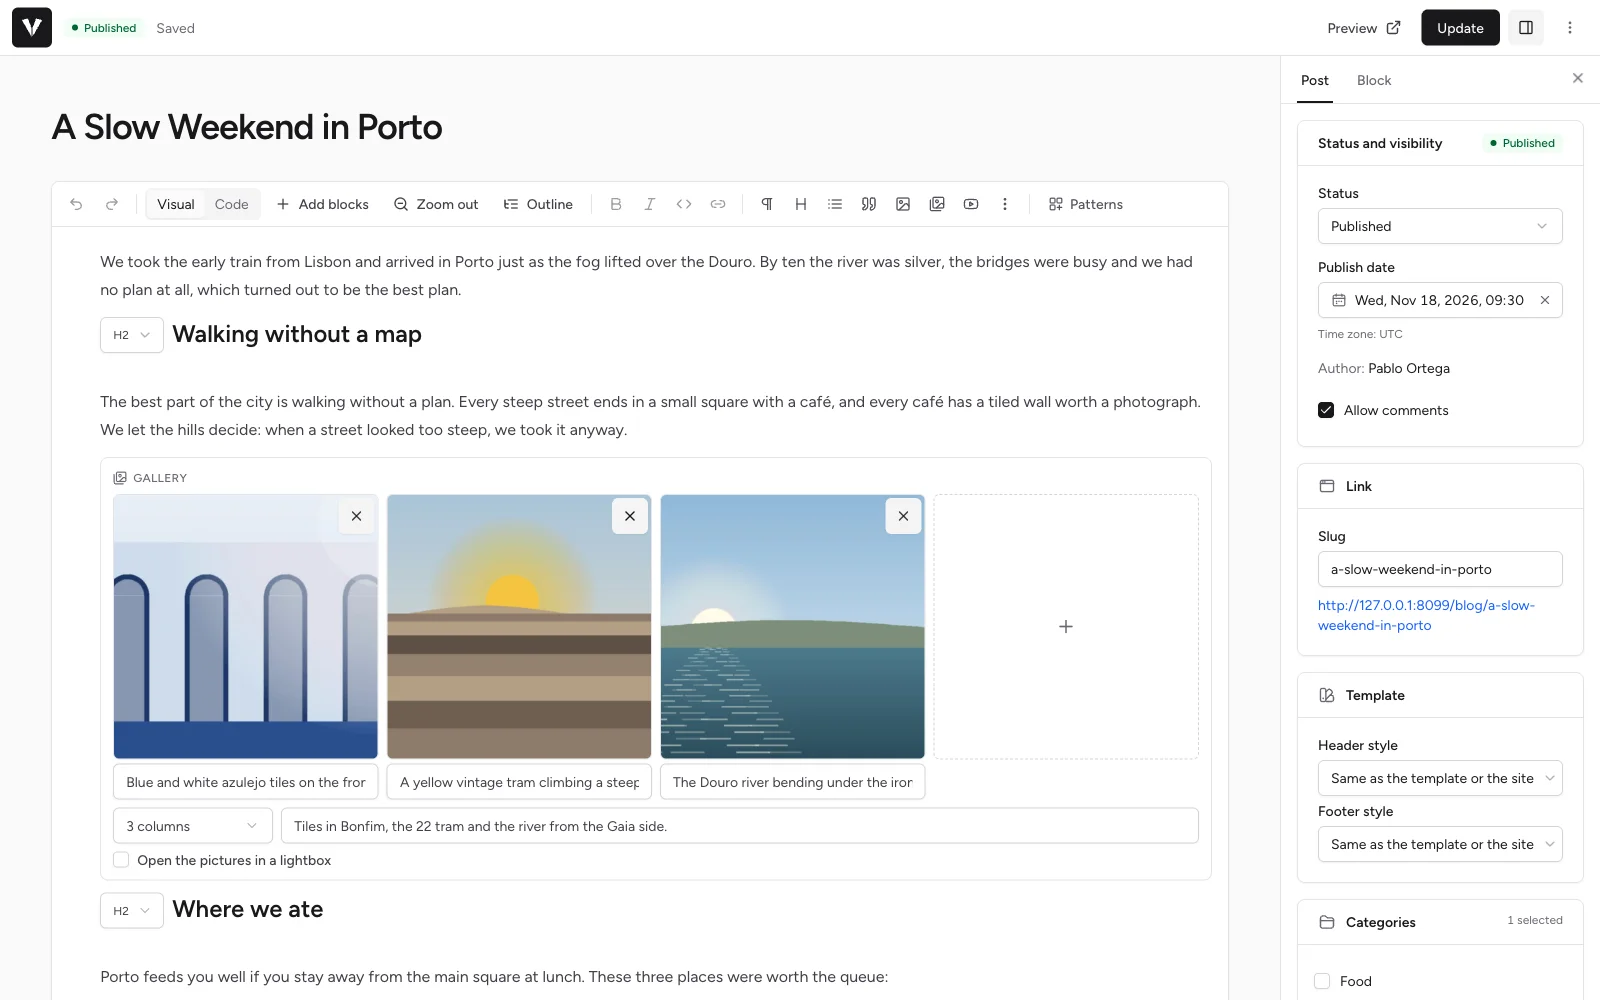 Published
Saved
Preview
Update
A Slow Weekend in Porto
Visual
Code
Add blocks
Zoom out
Outline
Patterns
We took the early train from Lisbon and arrived in Porto just as the fog lifted over the Douro. By ten the river was silver, the bridges were busy and we had
no plan at all, which turned out to be the best plan.
H2
Walking without a map
The best part of the city is walking without a plan. Every steep street ends in a small square with a café, and every café has a tiled wall worth a photograph.
We let the hills decide: when a street looked too steep, we took it anyway.
GALLERY
Blue and white azulejo tiles on the fror
A yellow vintage tram climbing a steep
The Douro river bending under the iror
3 columns
Tiles in Bonfim, the 22 tram and the river from the Gaia side.
Open the pictures in a lightbox
H2
Where we ate
Porto feeds you well if you stay away from the main square at lunch. These three places were worth the queue:
Post
Block
Status and visibility
Published
Status
Published
Publish date
Wed, Nov 18, 2026, 09:30
Time zone: UTC
Author: Pablo Ortega
Allow comments
Link
Slug
a-slow-weekend-in-porto
http://127.0.0.1:8099/blog/a-slow-
weekend-in-porto
Template
Header style
Same as the template or the site
Footer style
Same as the template or the site
Categories
1 selected
Food